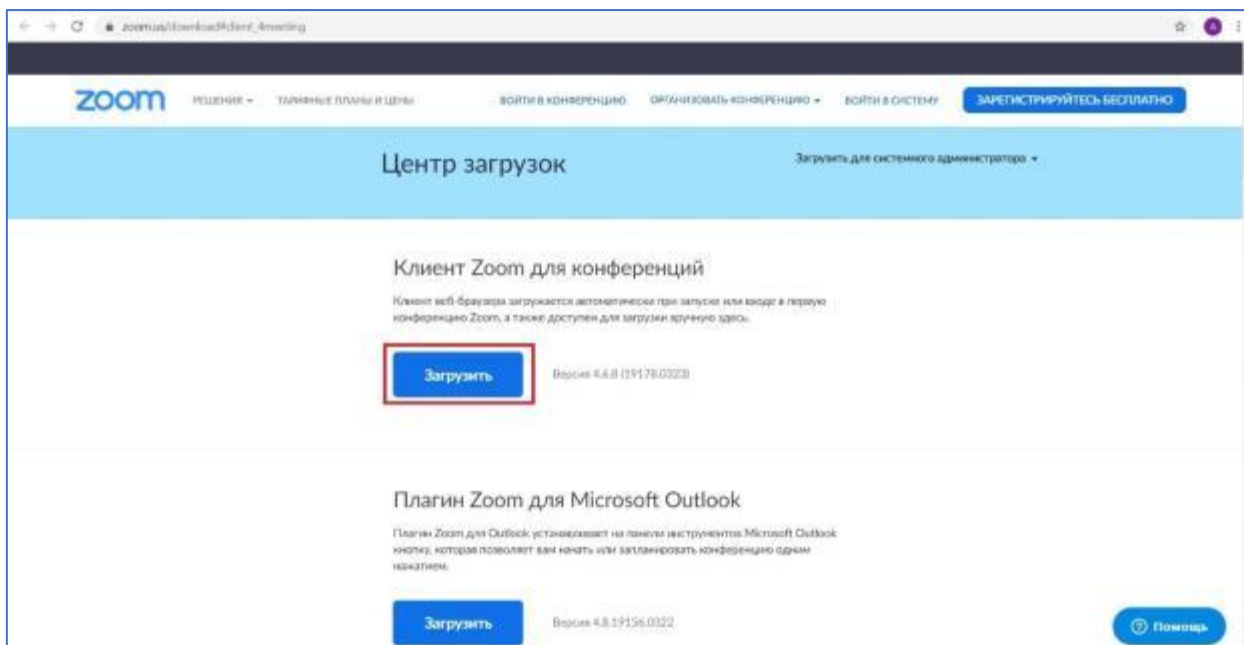 zoom.us/download#client_4meeting
zoom РЕШЕНИЯ ТАРИФНЫЕ ПЛАНЫ И ЦЕНЫ ВОЙТИ В КОНФЕРЕНЦИЮ ОРГАНИЗОВАТЬ КОНФЕРЕНЦИЮ ВОЙТИ В СИСТЕМУ ЗАРЕГИСТРИРУЙТЕСЬ БЕСПЛАТНО
Центр загрузок Загрузить для системного администратора
Клиент Zoom для конференций
Клиент веб-браузера загружается автоматически при запуске или входе в первую
конференцию Zoom, а также доступен для загрузки вручную здесь.
Загрузить Версия 4.6.8 (19178.0323)
Плагин Zoom для Microsoft Outlook
Плагин Zoom для Outlook устанавливает на панели инструментов Microsoft Outlook
кнопку, которая позволяет вам начать или запланировать конференцию одним
нажатием.
Загрузить Версия 4.8.19156.0322
Помощь